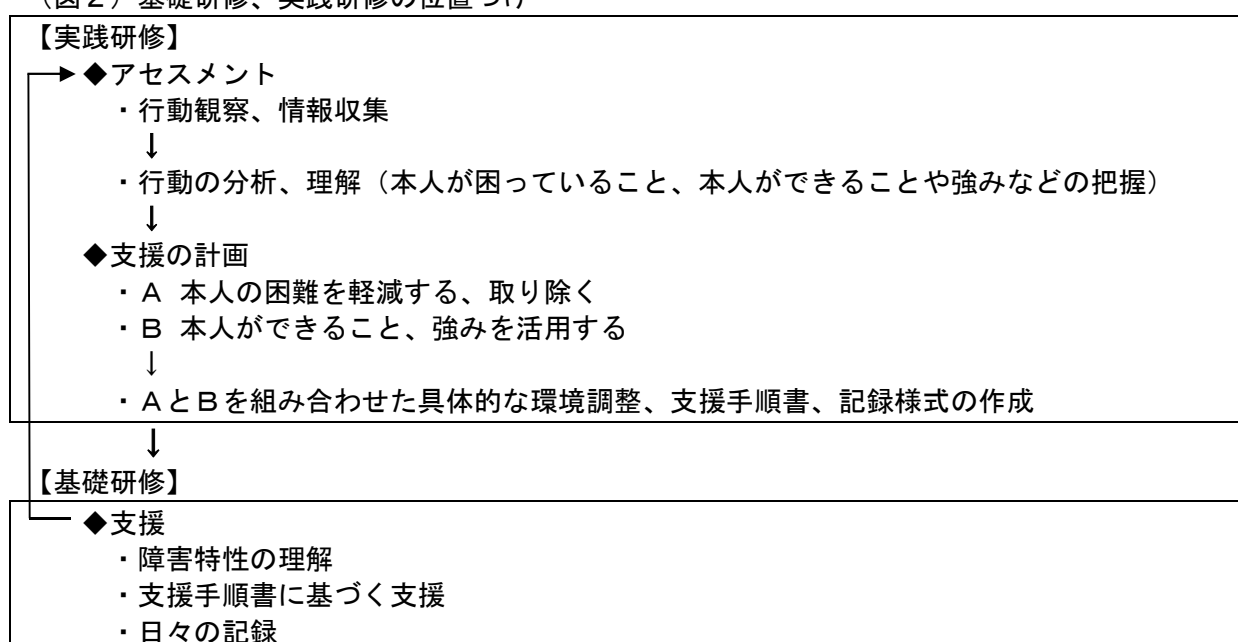 (図2)基礎研修、実践研修の位置づけ
【実践研修】
◆アセスメント
・行動観察、情報収集
↓
・行動の分析、理解(本人が困っていること、本人ができることや強みなどの把握)
↓
◆支援の計画
・A 本人の困難を軽減する、取り除く
・B 本人ができること、強みを活用する
↓
・AとBを組み合わせた具体的な環境調整、支援手順書、記録様式の作成
↓
【基礎研修】
◆支援
・障害特性の理解
・支援手順書に基づく支援
・日々の記録